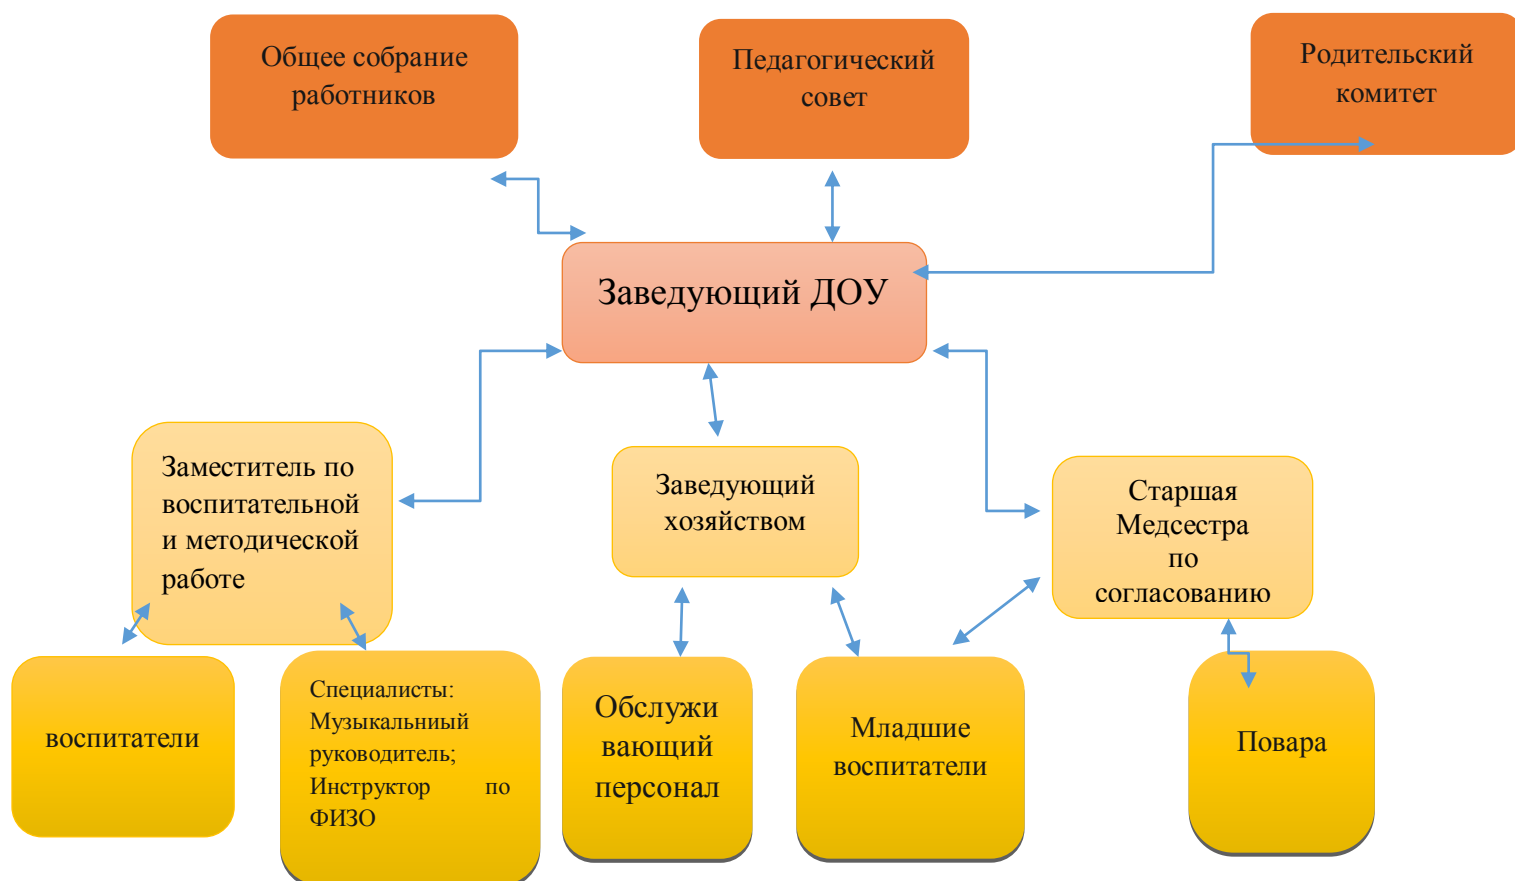 Общее собрание
работников
Педагогический
совет
Родительский
комитет
Заведующий ДОУ
Заместитель по
воспитательной
и методической
работе
Заведующий
хозяйством
Старшая
Медсестра
по
согласованию
воспитатели
Специалисты:
Музыкальниый
руководитель;
Инструктор по
ФИЗО
Обслужи
вающий
персонал
Младшие
воспитатели
Повара